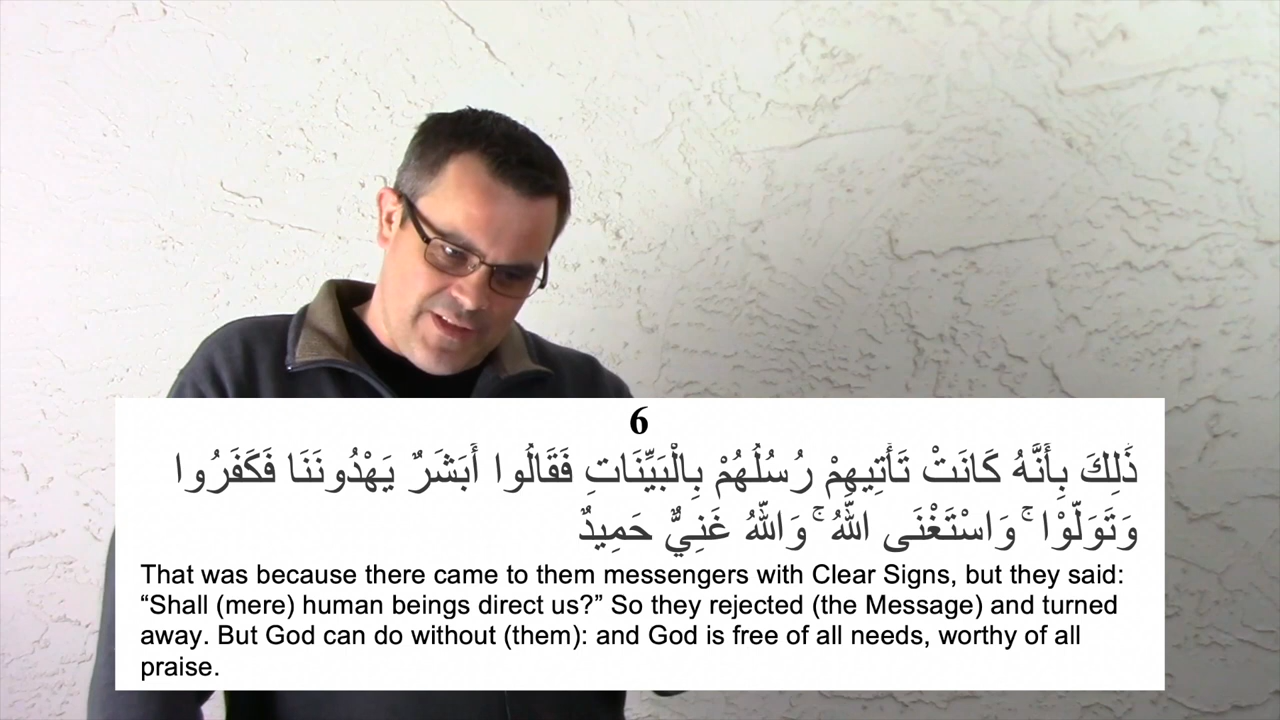 6
ذَٰلِكَ بِأَنَّهُ كَانَتْ تَأْتِيهِمْ رُسُلُهُمْ بِالْبَيِّنَاتِ فَقَالُوا أَبَشَرٌ يَهْدُونَنَا فَكَفَرُوا
وَتَوَلَّوْا ۚ وَاسْتَغْنَى اللَّهُ ۚ وَاللَّهُ غَنِيٌّ حَمِيدٌ
That was because there came to them messengers with Clear Signs, but they said:
“Shall (mere) human beings direct us?” So they rejected (the Message) and turned
away. But God can do without (them): and God is free of all needs, worthy of all
praise.